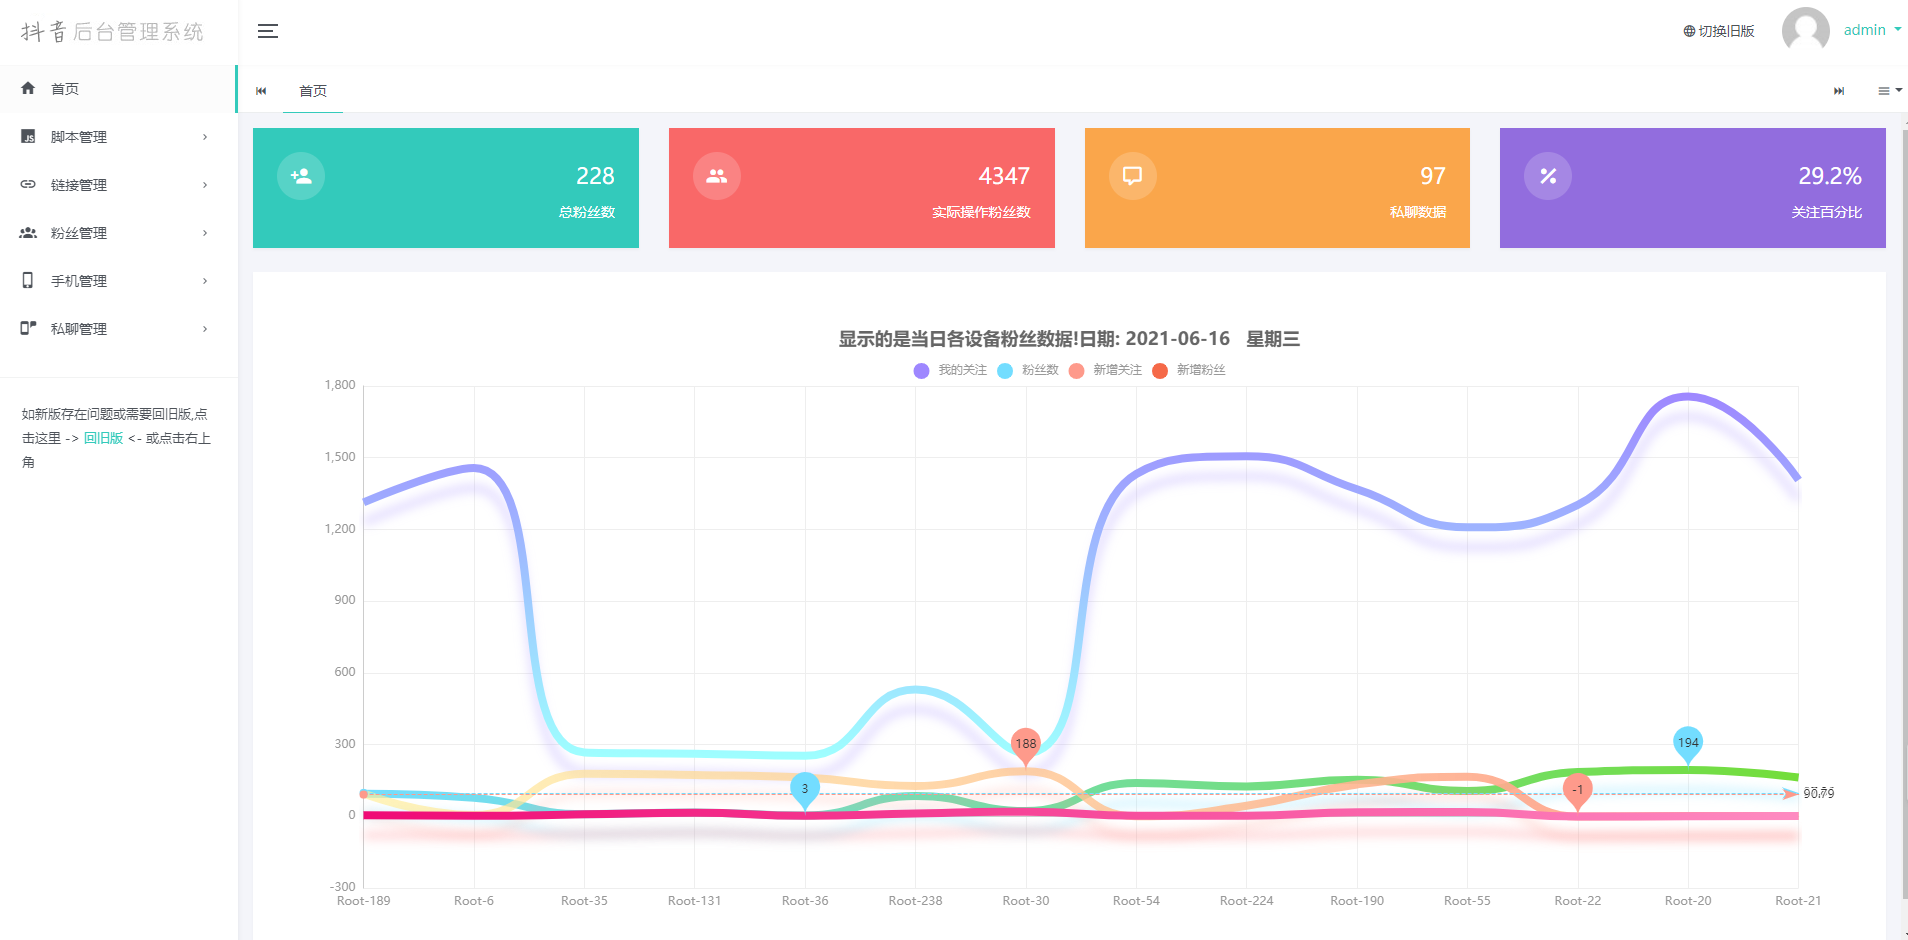 抖音后台管理系统
切换旧版
admin
首页
首页
脚本管理
链接管理
粉丝管理
手机管理
私聊管理
如新版存在问题或需要回旧版,点
击这里 -> 回旧版 <- 或点击右上
角
228
总粉丝数
4347
实际操作粉丝数
97
私聊数据
29.2%
关注百分比
显示的是当日各设备粉丝数据!日期: 2021-06-16 星期三
我的关注 粉丝数 新增关注 新增粉丝
1,800
1,500
1,200
900
600
300
0
-300
3
188
-1
194
Root-189 Root-6 Root-35 Root-131 Root-36 Root-238 Root-30 Root-54 Root-224 Root-190 Root-55 Root-22 Root-20 Root-21